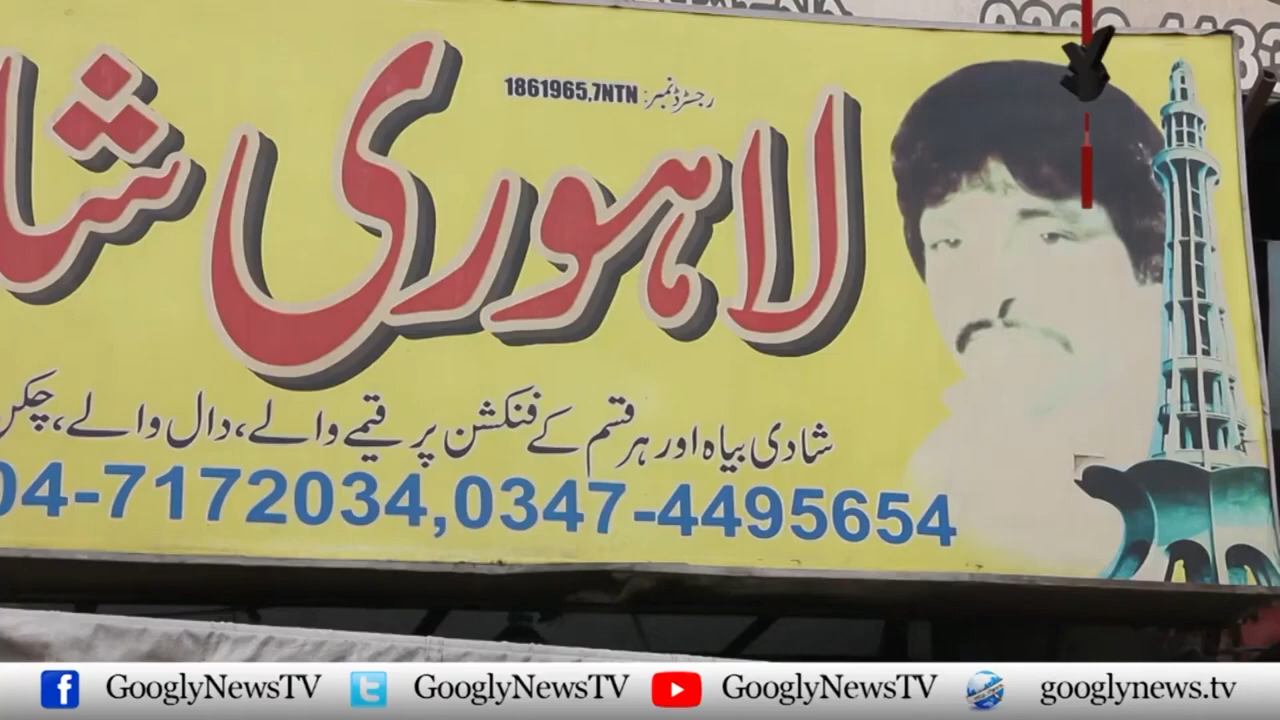 رجسٹرڈ نمبر: 1861965,7NTN
لاہوری
شادی بیاہ اور ہر قسم کے فنکشن پر قیمے والے، دال والے، چکن
04-7172034,0347-4495654
GooglyNewsTV GooglyNewsTV GooglyNewsTV googlynews.tv